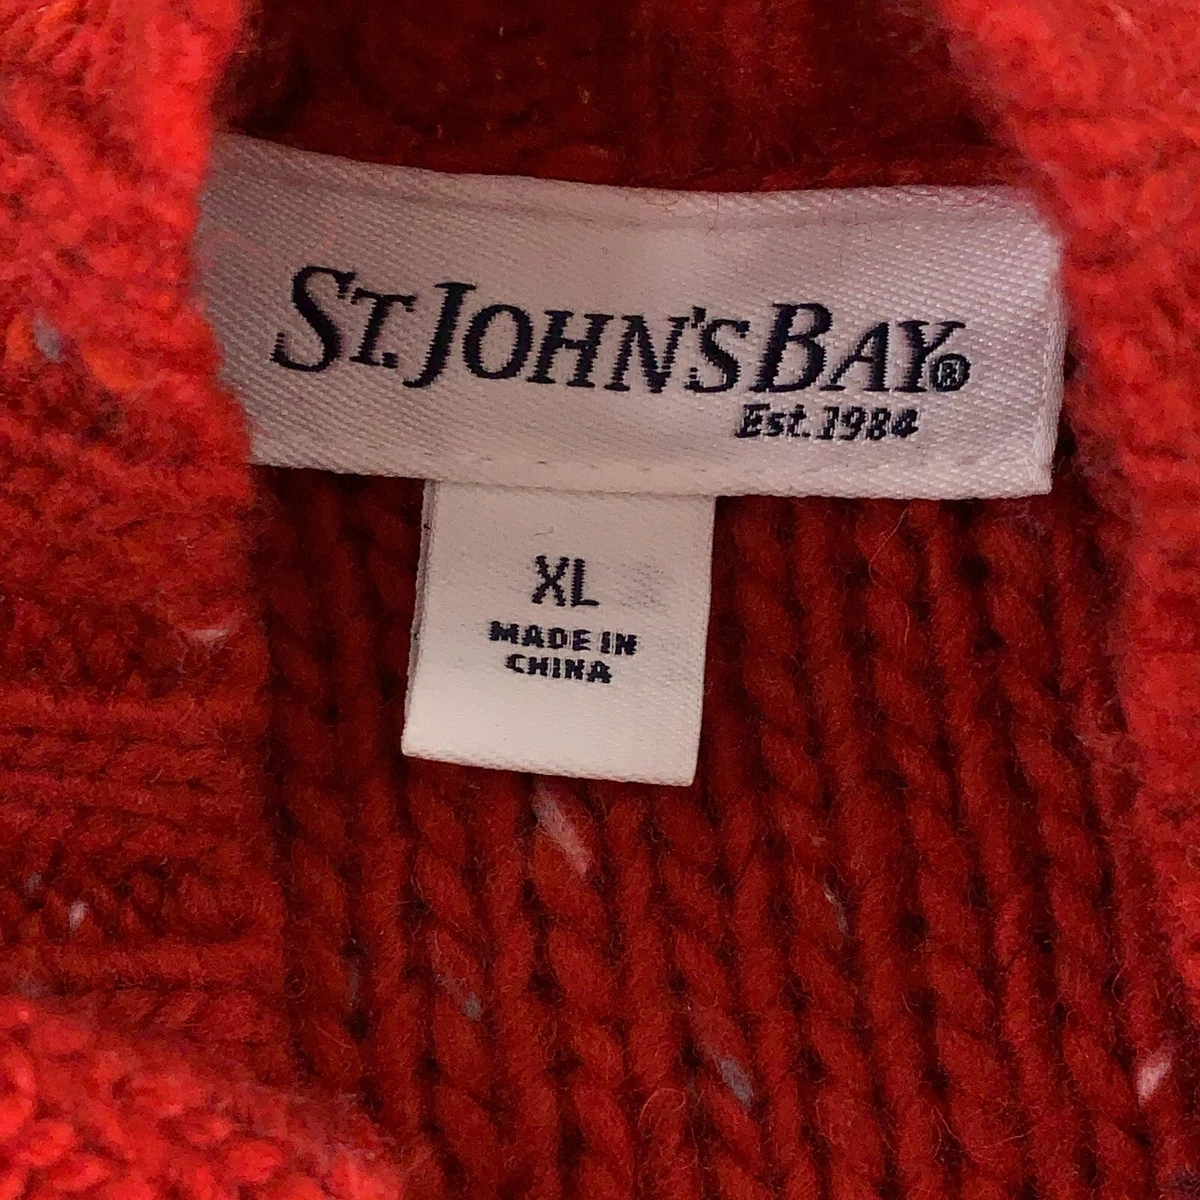 ST. JOHN'S BAY®
Est. 1984
XL
MADE IN
CHINA